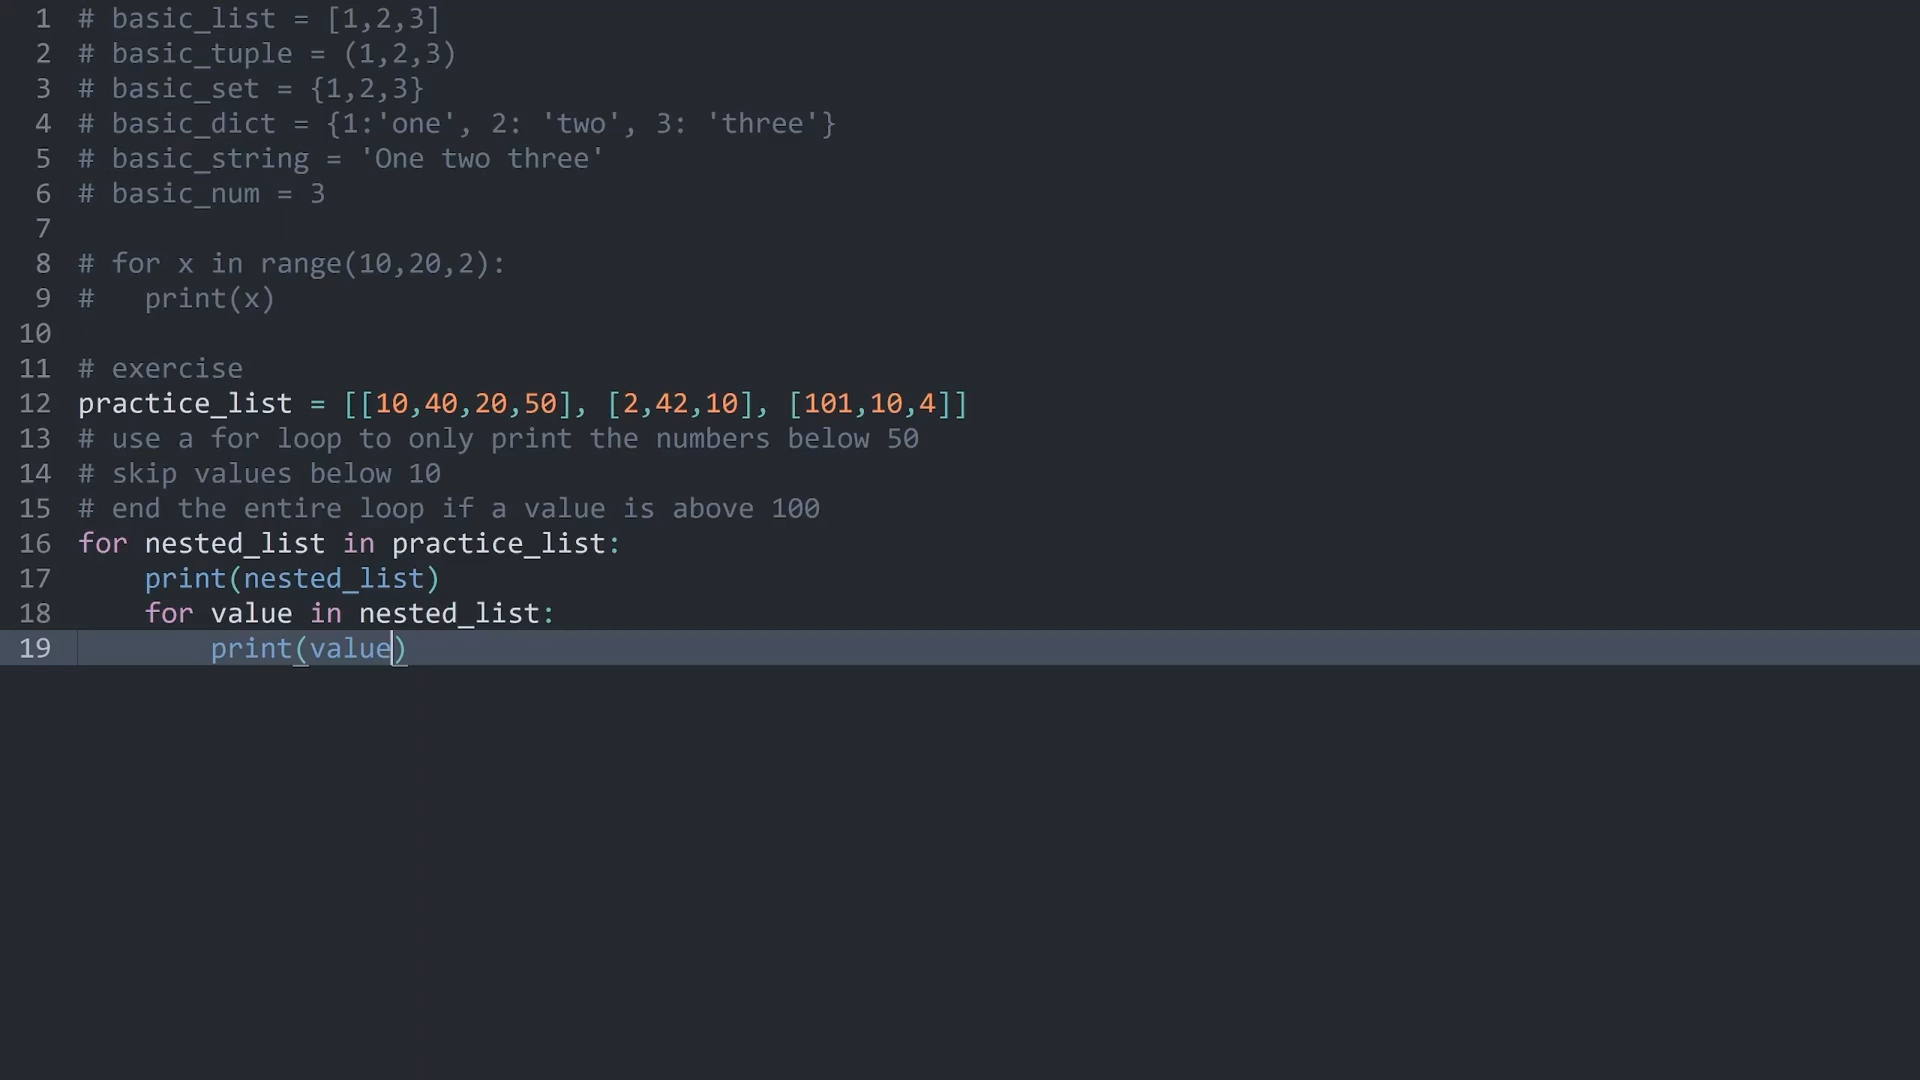 1 # basic_list = [1,2,3]
2 # basic_tuple = (1,2,3)
3 # basic_set = {1,2,3}
4 # basic_dict = {1:'one', 2: 'two', 3: 'three'}
5 # basic_string = 'One two three'
6 # basic_num = 3
7
8 # for x in range(10,20,2):
9 #   print(x)
10
11 # exercise
12 practice_list = [[10,40,20,50], [2,42,10], [101,10,4]]
13 # use a for loop to only print the numbers below 50
14 # skip values below 10
15 # end the entire loop if a value is above 100
16 for nested_list in practice_list:
17     print(nested_list)
18     for value in nested_list:
19         print(value)